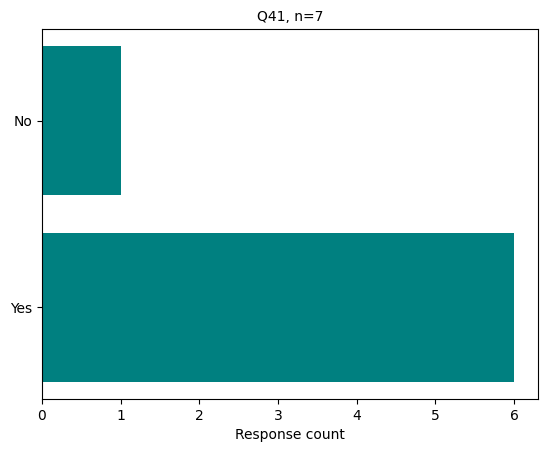 Q41, n=7
No
Yes
0 1 2 3 4 5 6
Response count